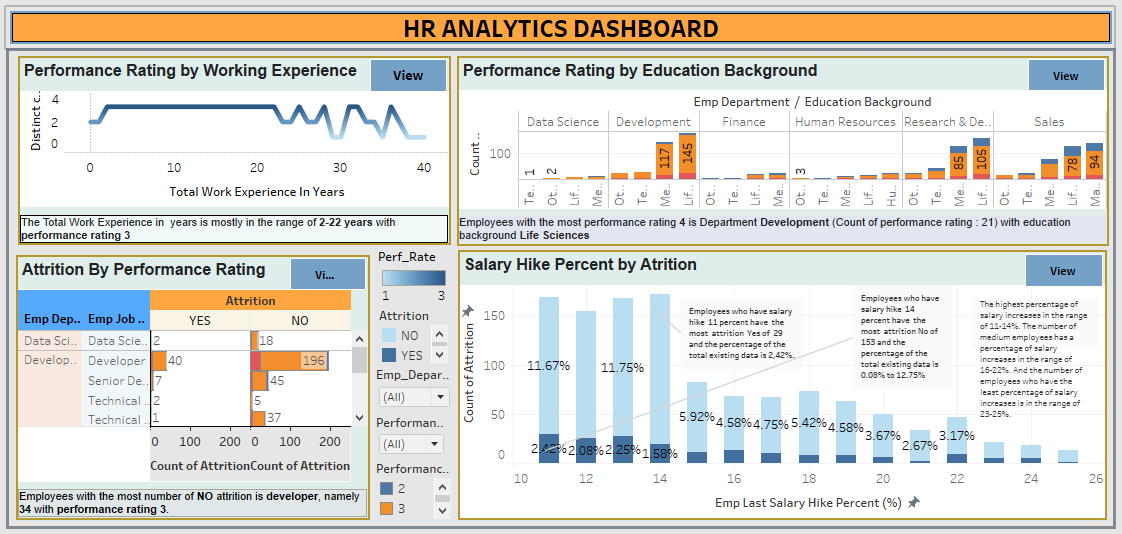 HR ANALYTICS DASHBOARD
Performance Rating by Working Experience
View
Distinct c..
4
2
0
0 10 20 30 40
Total Work Experience In Years
The Total Work Experience in years is mostly in the range of 2-22 years with
performance rating 3
Performance Rating by Education Background
View
Emp Department / Education Background
Data Science Development Finance Human Resources Research & De.. Sales
Count ..
100
1 2 117 145 3 85 105 78 94
Te.. Ot.. Lif.. Me.. Ot.. Te.. Me.. Lif.. Ot.. Te.. Lif.. Me.. Ot.. Te.. Me.. Lif.. Hu.. Ot.. Te.. Me.. Lif.. Ot.. Te.. Me.. Lif.. Ma..
Employees with the most performance rating 4 is Department Development (Count of performance rating : 21) with education
background Life Sciences
Attrition By Performance Rating
Vi...
Attrition
Emp Dep.. Emp Job .. YES NO
Data Sci.. Data Scie.. 2 18
Develop.. Developer 40 196
Senior De.. 7 45
Technical .. 2 5
Technical .. 1 37
0 100 200 0 100 200
Count of Attrition Count of Attrition
Employees with the most number of NO attrition is developer, namely
34 with performance rating 3.
Perf_Rate
1 3
Attrition
NO
YES
Emp_Depar..
(All)
Performan..
(All)
Performanc..
2
3
Salary Hike Percent by Atrition
View
Count of Attrition
150
100
50
0
11.67% 11.75% 5.92% 4.58% 4.75% 5.42% 4.58% 3.67% 2.67% 3.17%
2.42% 2.08% 2.25% 1.58%
Employees who have salary
hike 11 percent have the
most attrition Yes of 29
and the percentage of the
total existing data is 2,42%.
Employees who have
salary hike 14
percent have the
most attrition No of
153 and the
percentage of the
total existing data is
0.08% to 12.75%
The highest percentage of
salary increases in the range
of 11-14%. The number of
medium employees has a
percentage of salary
increases in the range of
16-22%. And the number of
employees who have the
least percentage of salary
increases is in the range of
23-25%.
10 12 14 16 18 20 22 24 26
Emp Last Salary Hike Percent (%)